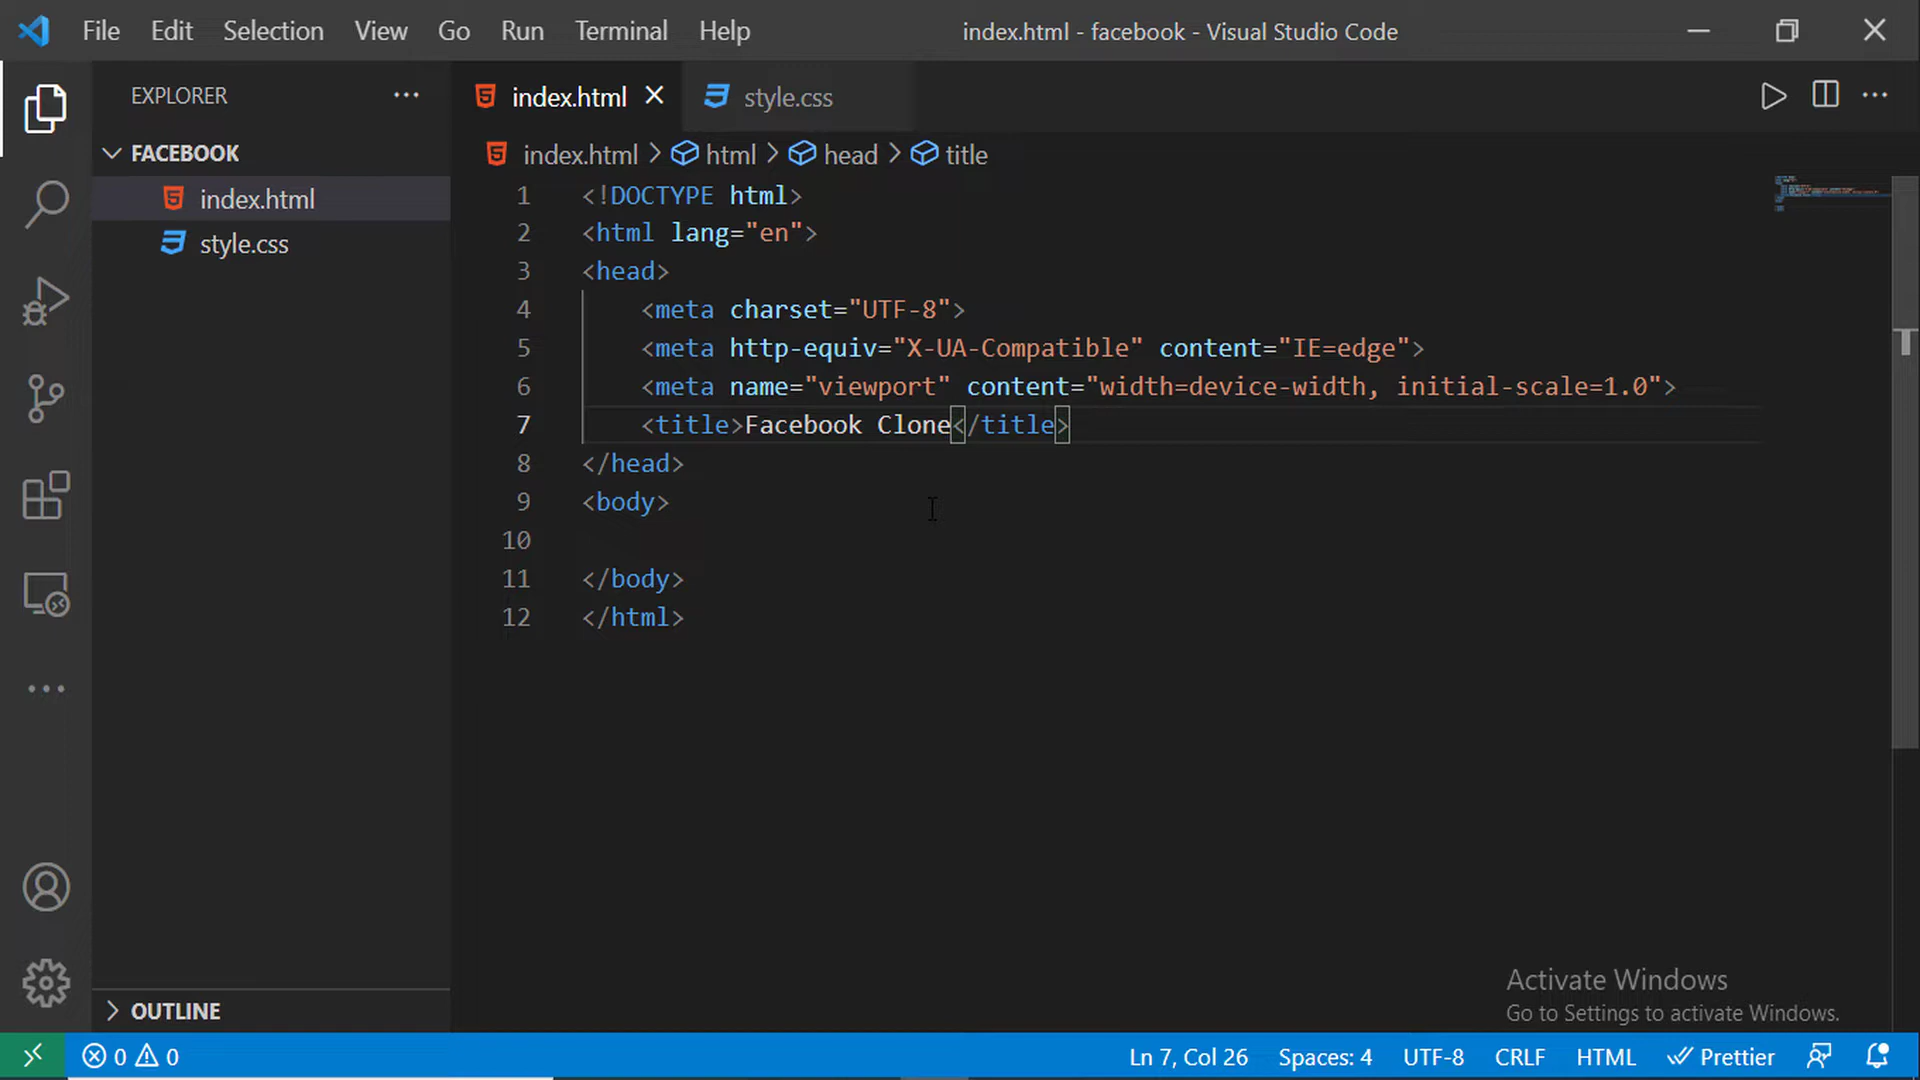 File Edit Selection View Go Run Terminal Help
index.html - facebook - Visual Studio Code
EXPLORER
FACEBOOK
index.html
style.css
OUTLINE
index.html
style.css
index.html > html > head > title
1 <!DOCTYPE html>
2 <html lang="en">
3 <head>
4     <meta charset="UTF-8">
5     <meta http-equiv="X-UA-Compatible" content="IE=edge">
6     <meta name="viewport" content="width=device-width, initial-scale=1.0">
7     <title>Facebook Clone</title>
8 </head>
9 <body>
10
11 </body>
12 </html>
Activate Windows
Go to Settings to activate Windows.
0 0
Ln 7, Col 26 Spaces: 4 UTF-8 CRLF HTML Prettier